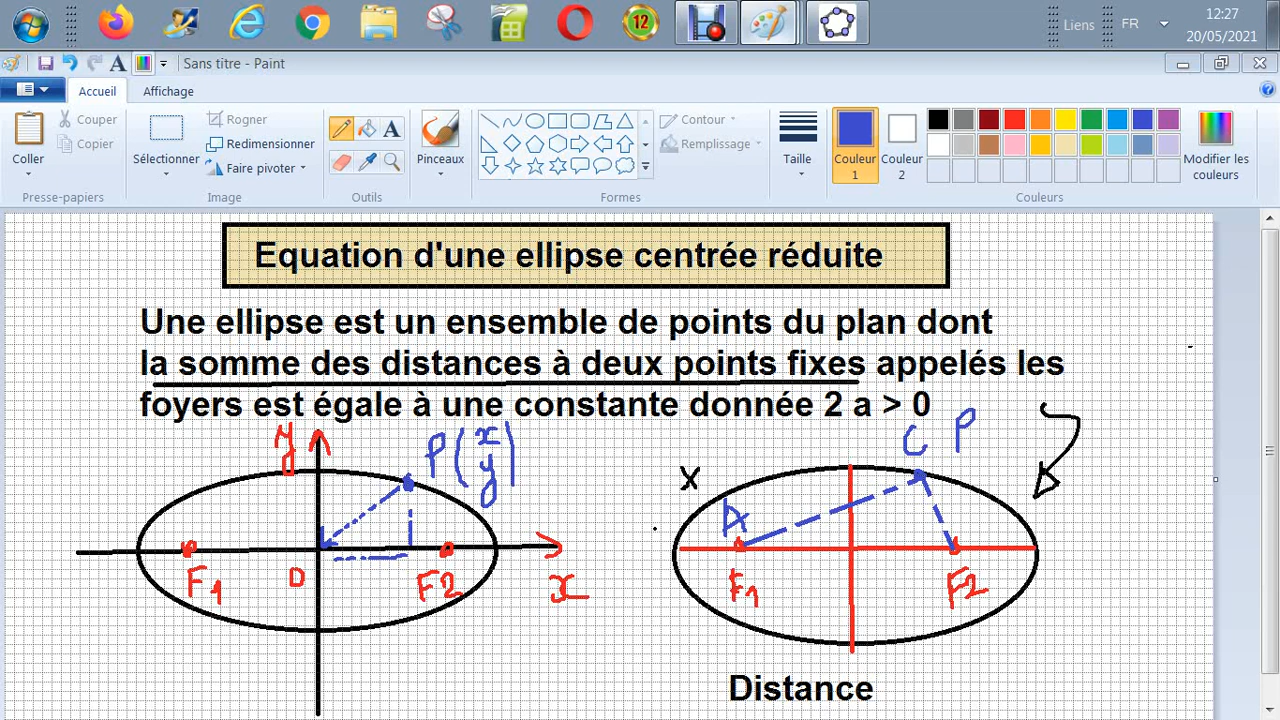 12
Liens
FR
12:27
20/05/2021
Sans titre - Paint
Accueil
Affichage
Coller
Couper
Copier
Presse-papiers
Sélectionner
Rogner
Redimensionner
Faire pivoter
Image
A
Outils
Pinceaux
Contour
Remplissage
Formes
Taille
Couleur
1
Couleur
2
Modifier les
couleurs
Couleurs
Equation d'une ellipse centrée réduite
Une ellipse est un ensemble de points du plan dont
la somme des distances à deux points fixes appelés les
foyers est égale à une constante donnée 2 a > 0
y
P ( x
y )
F1
O
F2
x
X
A
C P
F1
F2
Distance